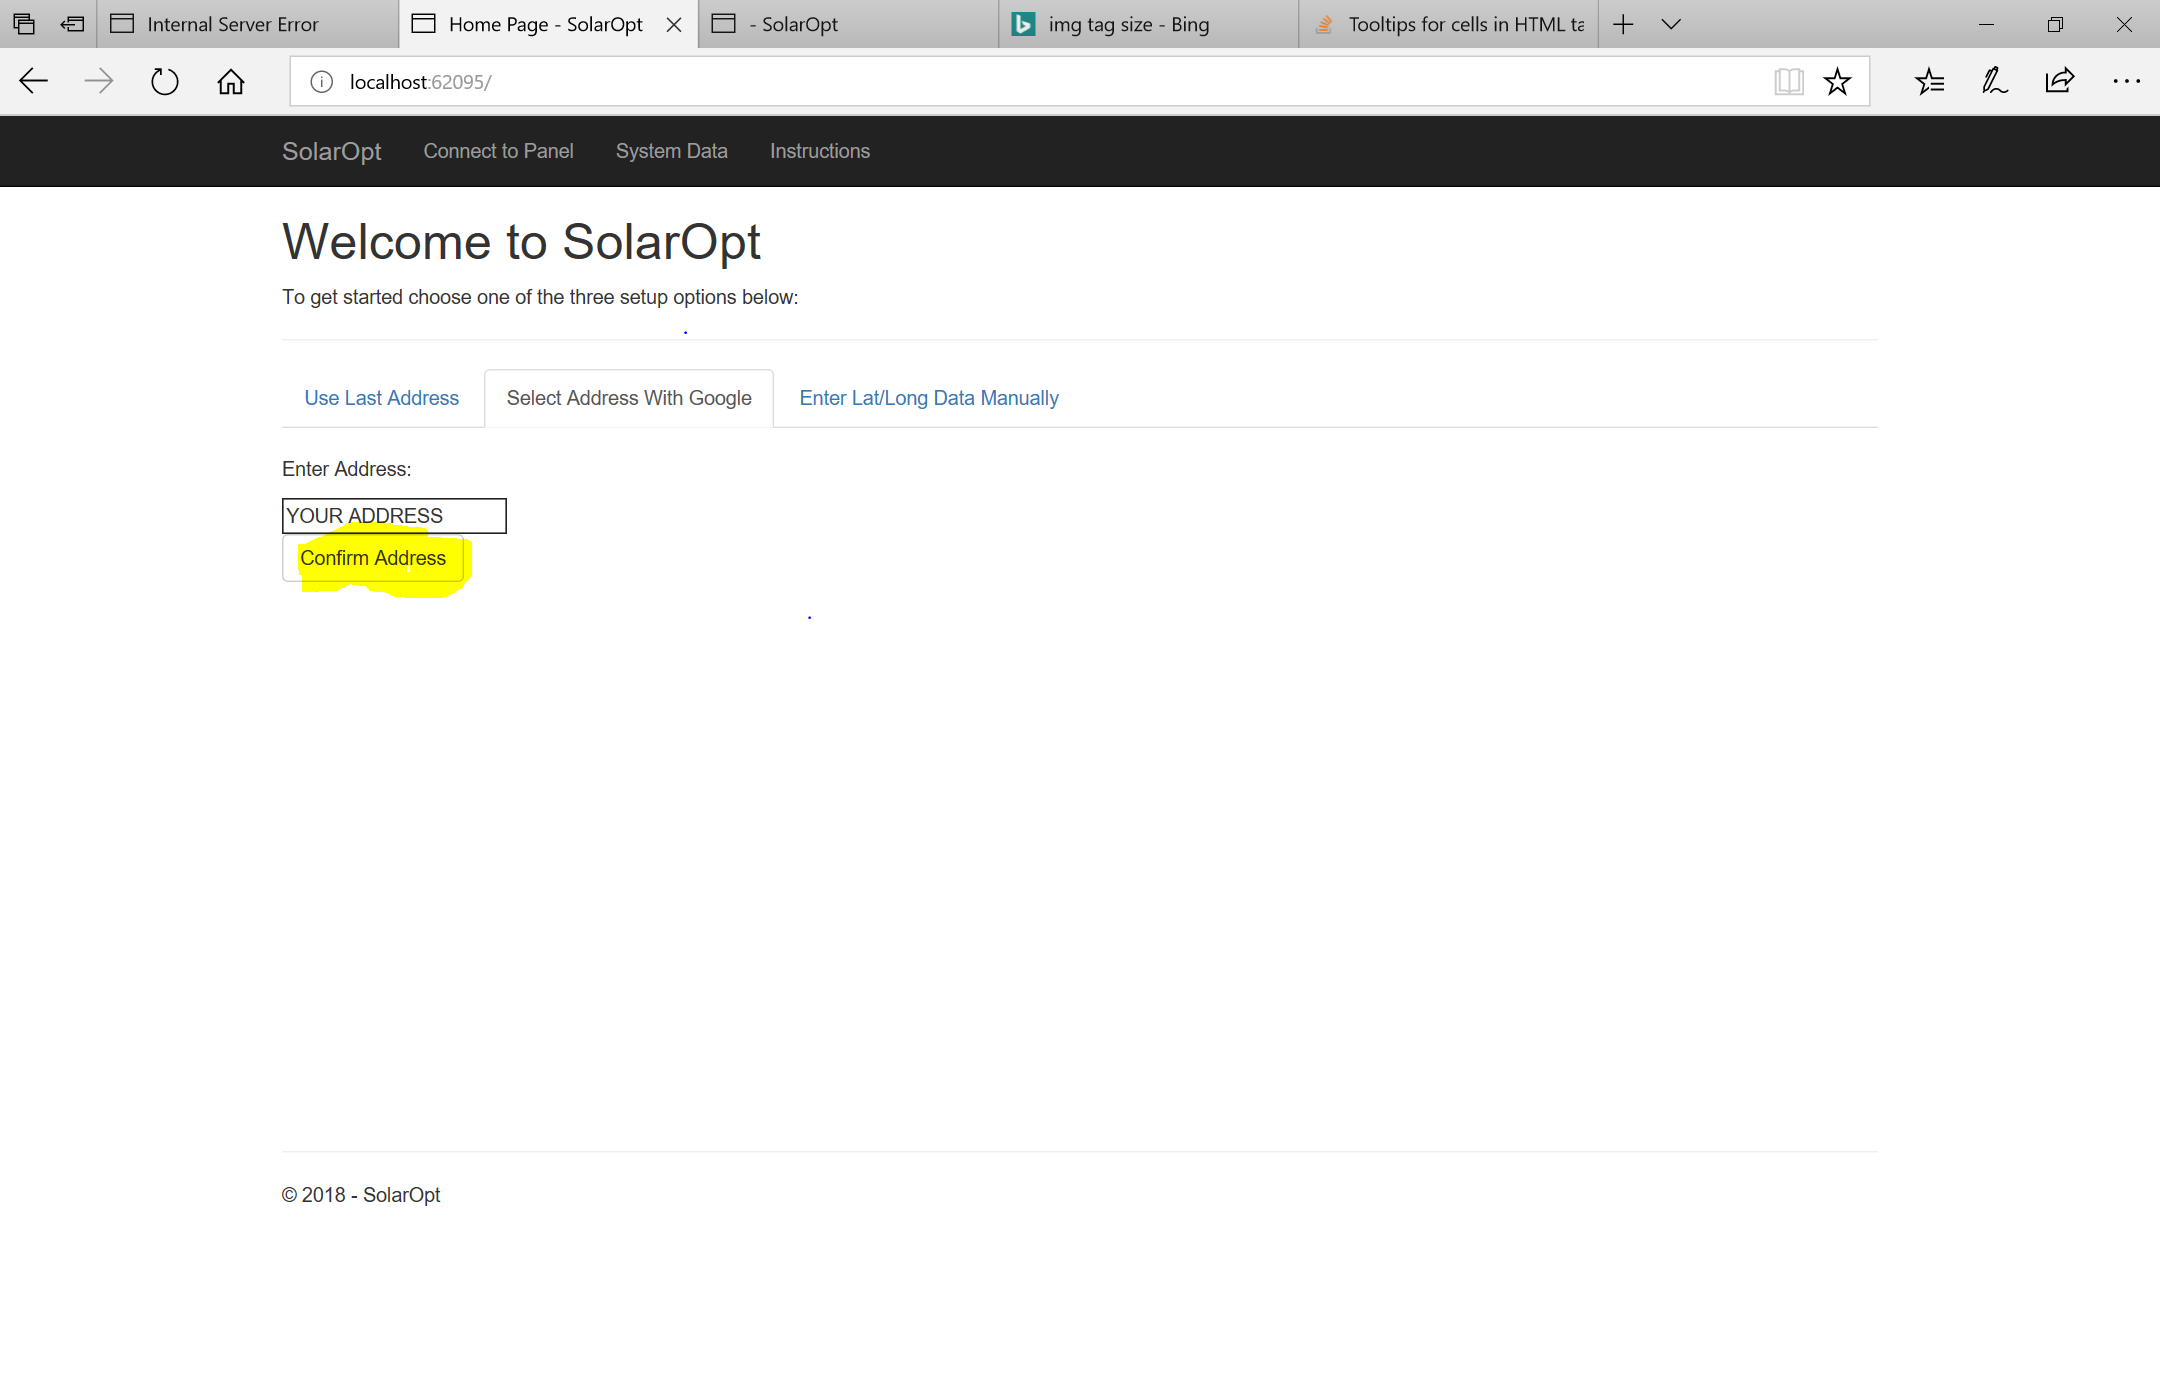 Internal Server Error
Home Page - SolarOpt
- SolarOpt
img tag size - Bing
Tooltips for cells in HTML ta
localhost:62095/
SolarOpt Connect to Panel System Data Instructions
Welcome to SolarOpt
To get started choose one of the three setup options below:
Use Last Address Select Address With Google Enter Lat/Long Data Manually
Enter Address:
YOUR ADDRESS
Confirm Address
© 2018 - SolarOpt